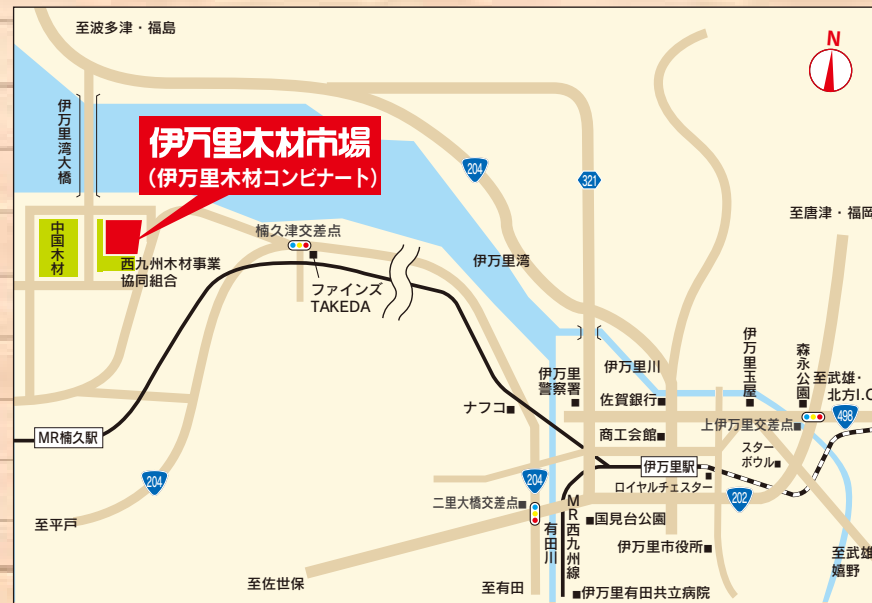 至波多津・福島
N
伊万里湾大橋
伊万里木材市場
(伊万里木材コンビナート)
204
321
至唐津・福岡
中国木材
西九州木材事業
協同組合
楠久津交差点
ファインズ
TAKEDA
伊万里湾
伊万里川
伊万里
警察署
佐賀銀行
伊万里玉屋
森永公園
至武雄・
北方I.C
498
ナフコ
商工会館
上伊万里交差点
スター
ボウル
MR楠久駅
伊万里駅
ロイヤルチェスター
204
204
202
二里大橋交差点
有田川
MR西九州線
国見台公園
至平戸
伊万里市役所
至武雄
嬉野
至佐世保
至有田
伊万里有田共立病院